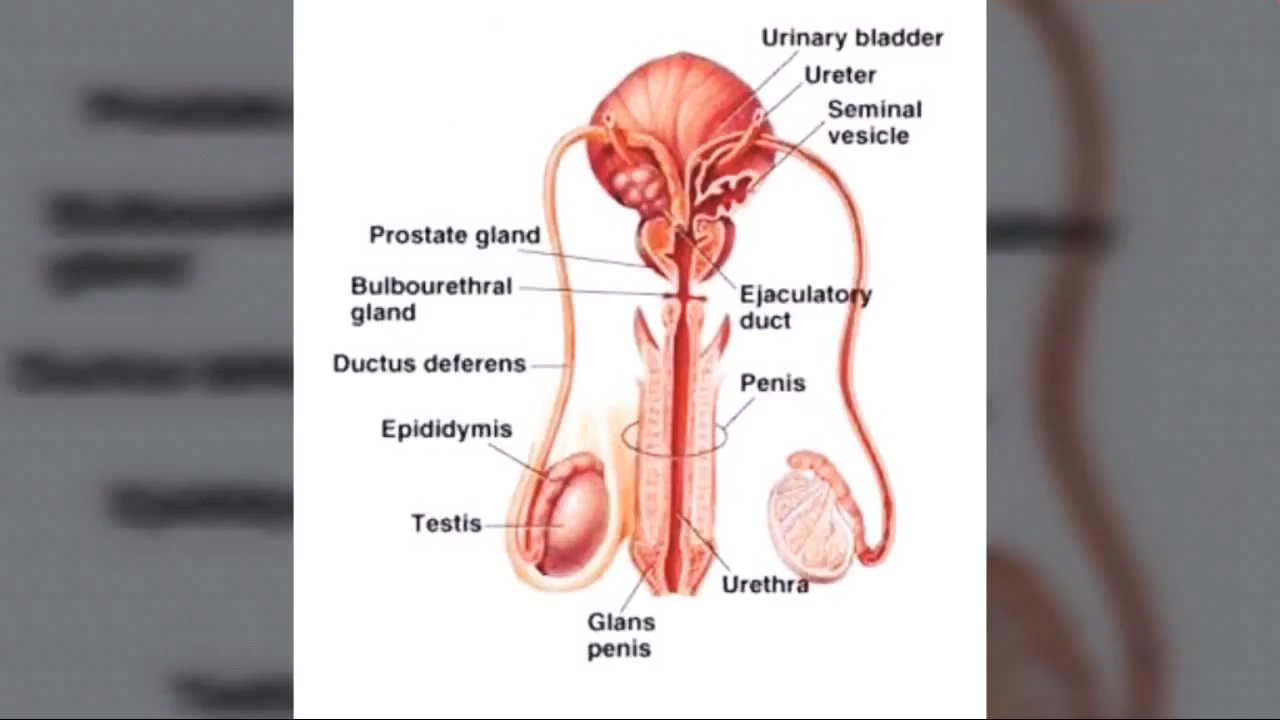 Urinary bladder
Ureter
Seminal
vesicle
Prostate gland
Bulbourethral
gland
Ejaculatory
duct
Ductus deferens
Penis
Epididymis
Testis
Urethra
Glans
penis